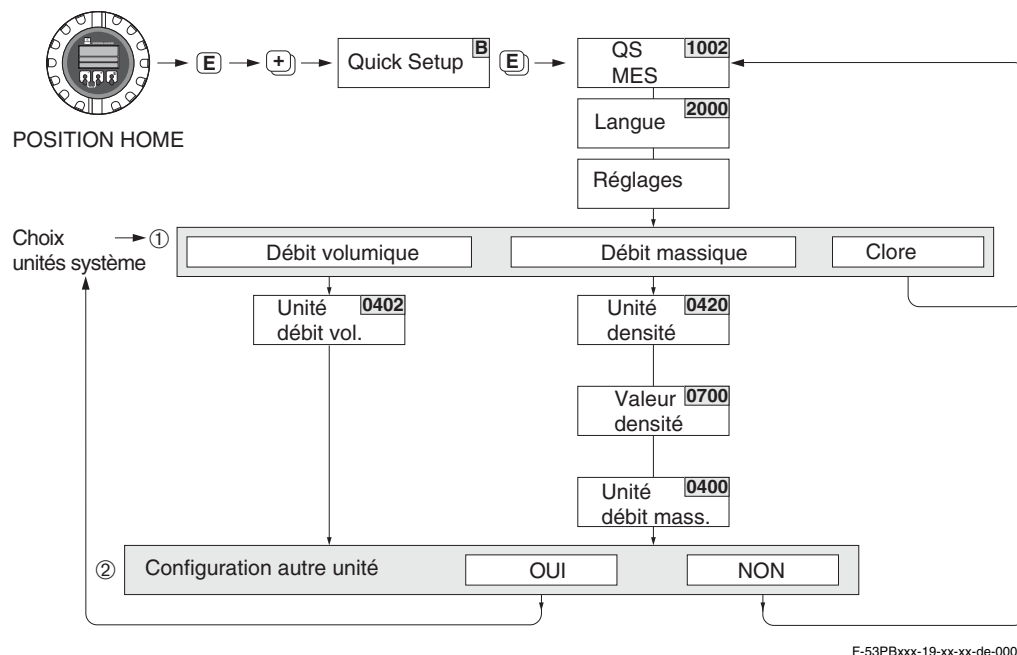 POSITION HOME
E
+
Quick Setup
B
E
QS
MES
1002
Langue
2000
Réglages
Choix
unités système
①
Débit volumique
Débit massique
Clore
Unité
débit vol.
0402
Unité
densité
0420
Valeur
densité
0700
Unité
débit mass.
0400
②
Configuration autre unité
OUI
NON
F-53PBxxx-19-xx-xx-de-000